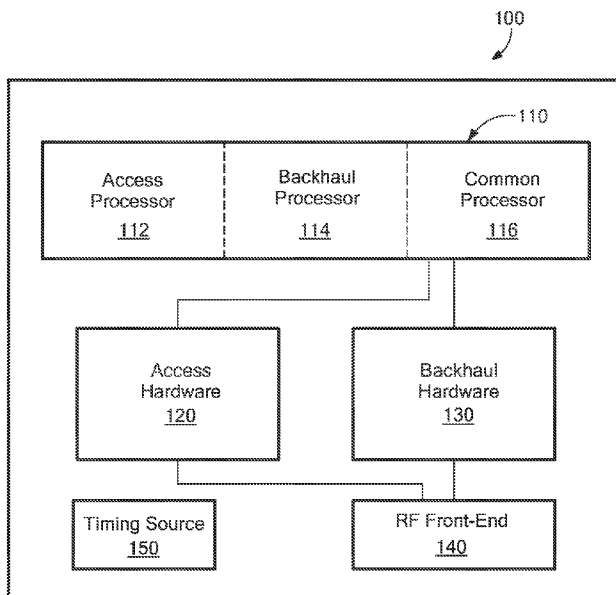 100
110
Access
Processor
112
Backhaul
Processor
114
Common
Processor
116
Access
Hardware
120
Backhaul
Hardware
130
Timing Source
150
RF Front-End
140